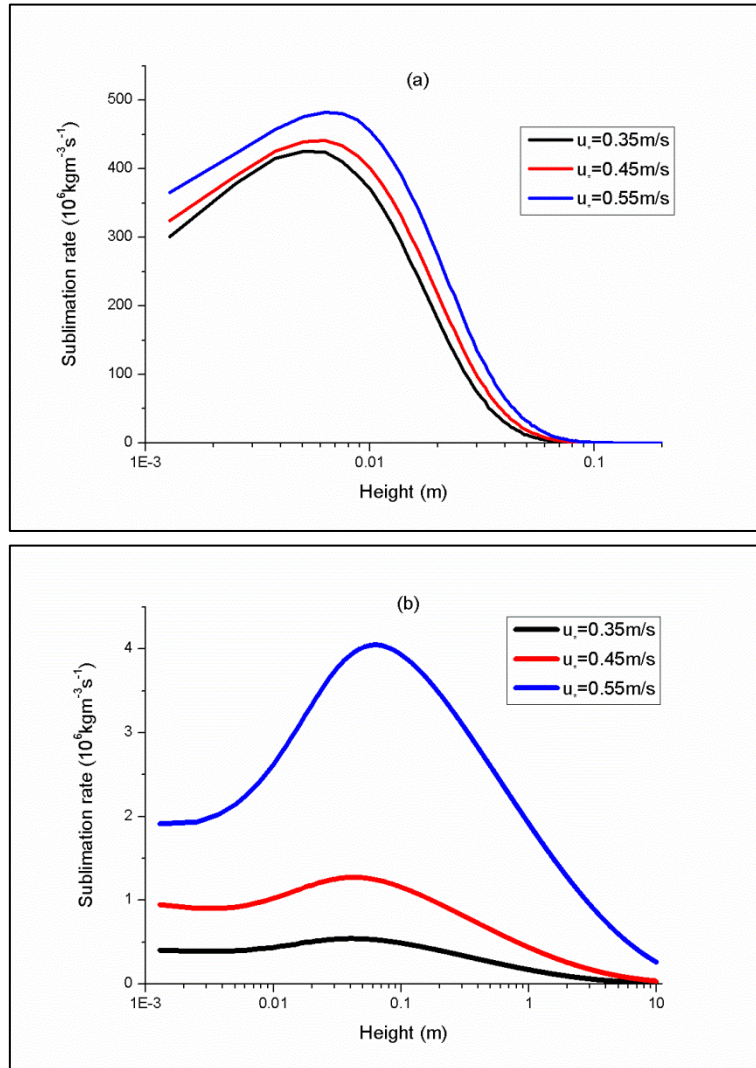 (a)
500
400
300
200
100
0
Sublimation rate (10⁶kgm⁻³s⁻¹)
u*=0.35m/s
u*=0.45m/s
u*=0.55m/s
1E-3
0.01
0.1
Height (m)
(b)
4
3
2
1
0
Sublimation rate (10⁶kgm⁻³s⁻¹)
u*=0.35m/s
u*=0.45m/s
u*=0.55m/s
1E-3
0.01
0.1
1
10
Height (m)